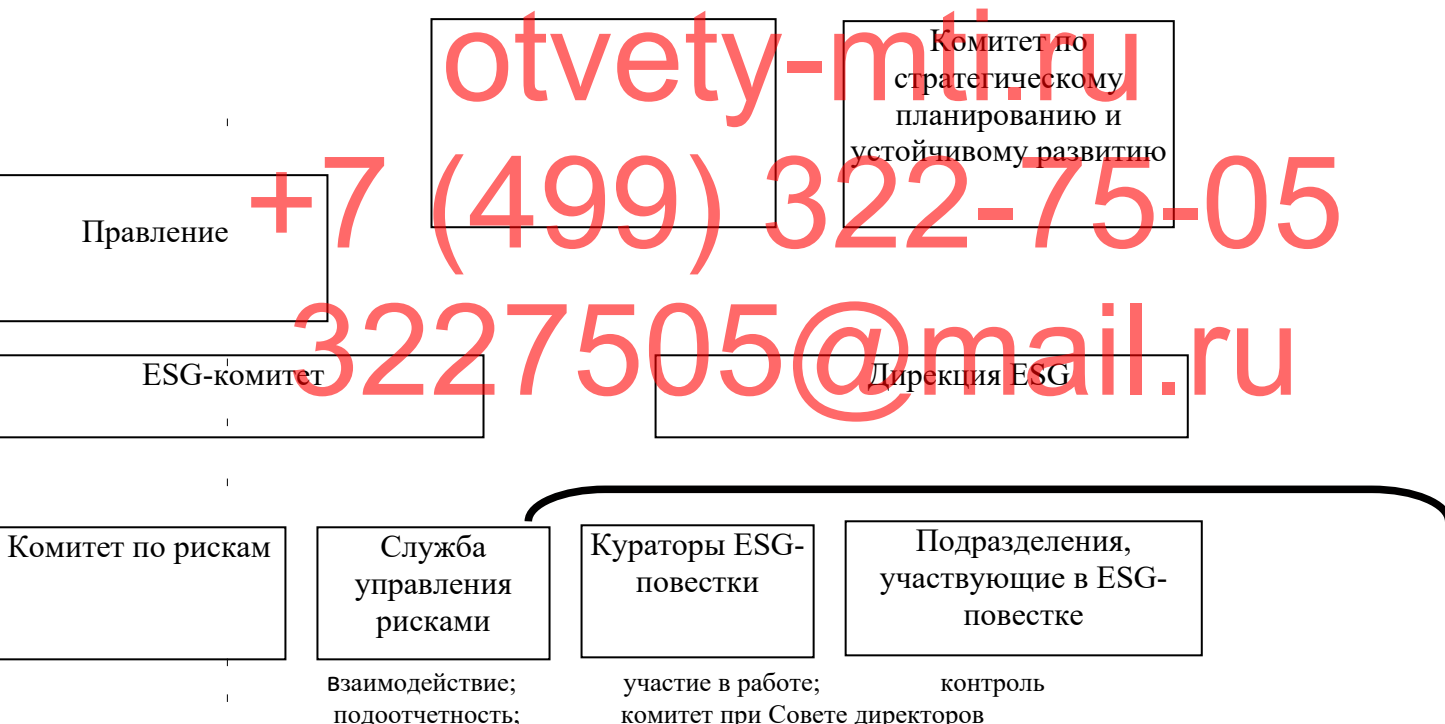 otvety-mti.ru
Комитет по
стратегическому
планированию и
устойчивому развитию
+7 (499) 322-75-05
Правление
3227505@mail.ru
ESG-комитет
Дирекция ESG
Комитет по рискам
Служба
управления
рисками
Кураторы ESG-
повестки
Подразделения,
участвующие в ESG-
повестке
взаимодействие; участие в работе; контроль
подоотчетность; комитет при Совете директоров